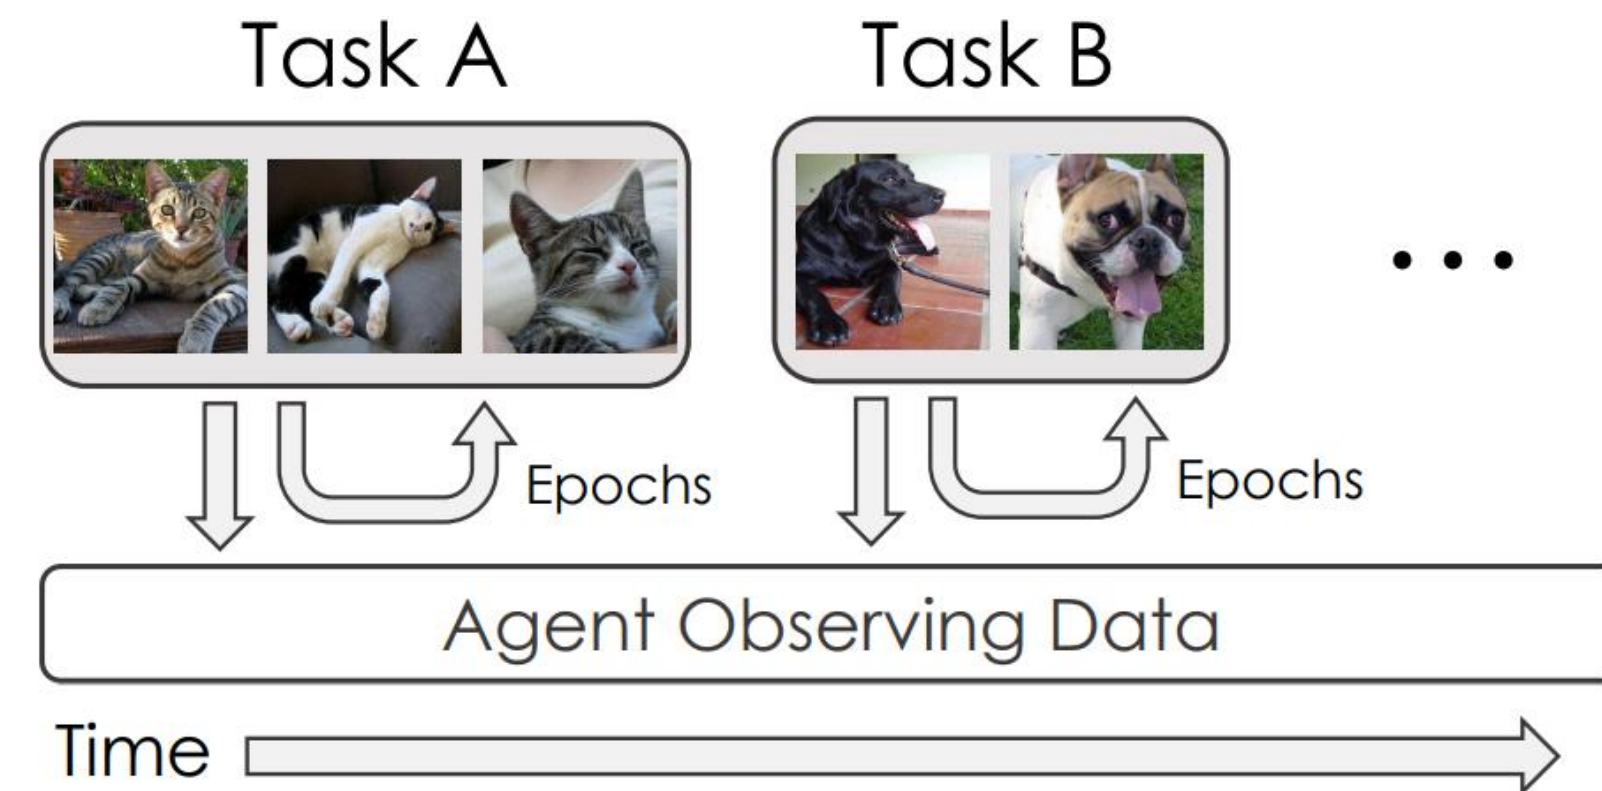 Task A
Task B
...
Epochs
Epochs
Agent Observing Data
Time